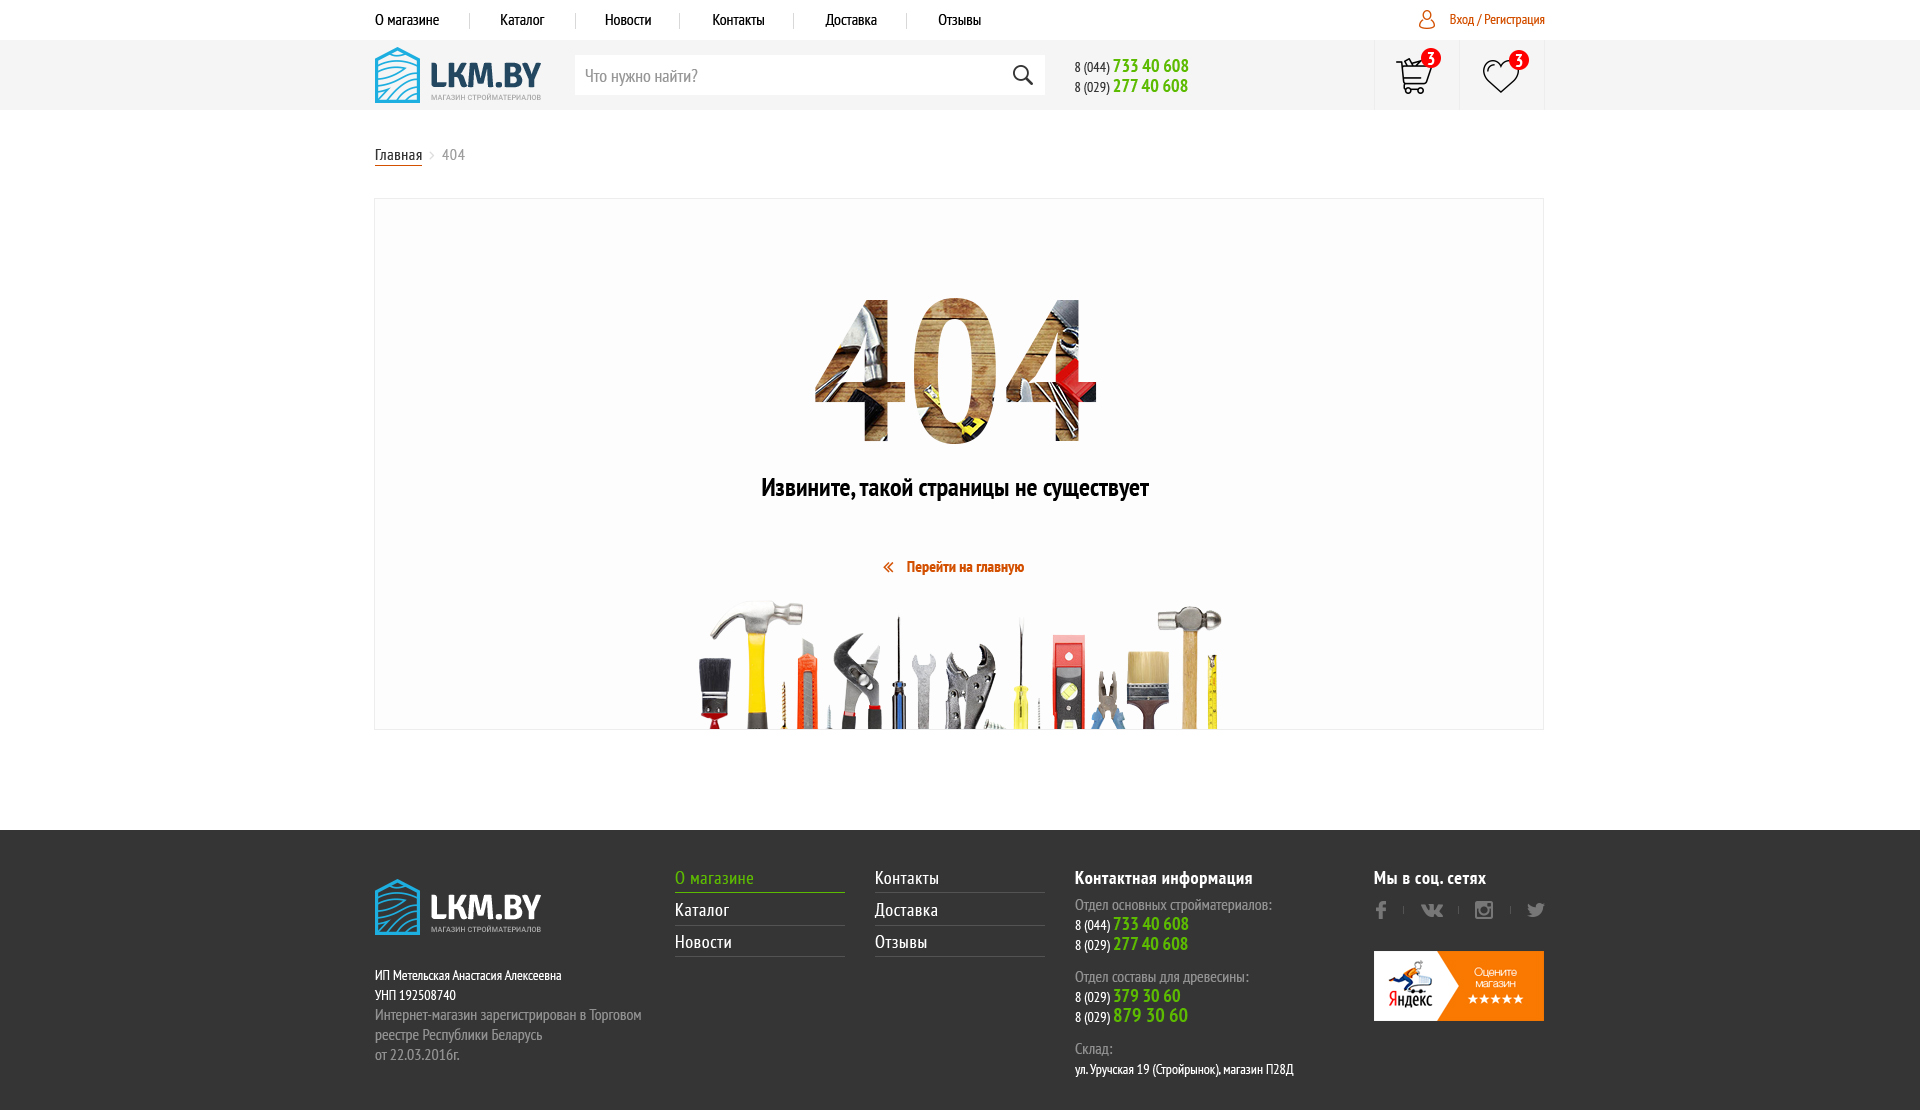 О магазине
Каталог
Новости
Контакты
Доставка
Отзывы
Вход / Регистрация
LKM.BY
МАГАЗИН СТРОЙМАТЕРИАЛОВ
Что нужно найти?
8 (044) 733 40 608
8 (029) 277 40 608
3
3
Главная
404
404
Извините, такой страницы не существует
Перейти на главную
LKM.BY
МАГАЗИН СТРОЙМАТЕРИАЛОВ
ИП Метельская Анастасия Алексеевна
УНП 192508740
Интернет-магазин зарегистрирован в Торговом
реестре Республики Беларусь
от 22.03.2016г.
О магазине
Каталог
Новости
Контакты
Доставка
Отзывы
Контактная информация
Отдел основных стройматериалов:
8 (044) 733 40 608
8 (029) 277 40 608
Отдел составы для древесины:
8 (029) 379 30 60
8 (029) 879 30 60
Склад:
ул. Уручская 19 (Стройрынок), магазин П28Д
Мы в соц. сетях
Яндекс
Оцените
магазин